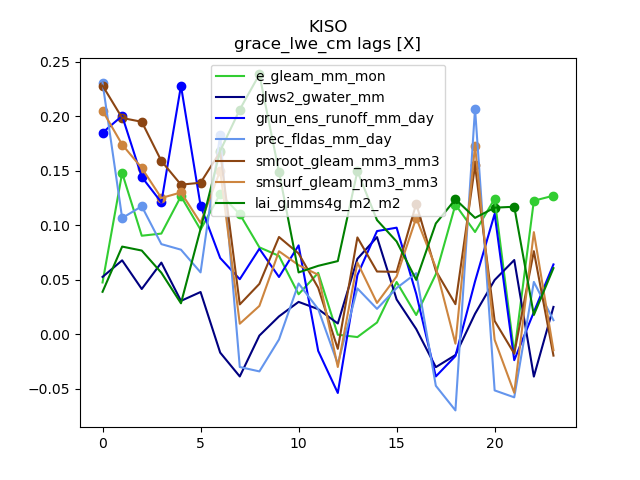 KISO
grace_lwe_cm lags [X]
0.25
0.20
0.15
0.10
0.05
0.00
−0.05
e_gleam_mm_mon
glws2_gwater_mm
grun_ens_runoff_mm_day
prec_fldas_mm_day
smroot_gleam_mm3_mm3
smsurf_gleam_mm3_mm3
lai_gimms4g_m2_m2
0 5 10 15 20